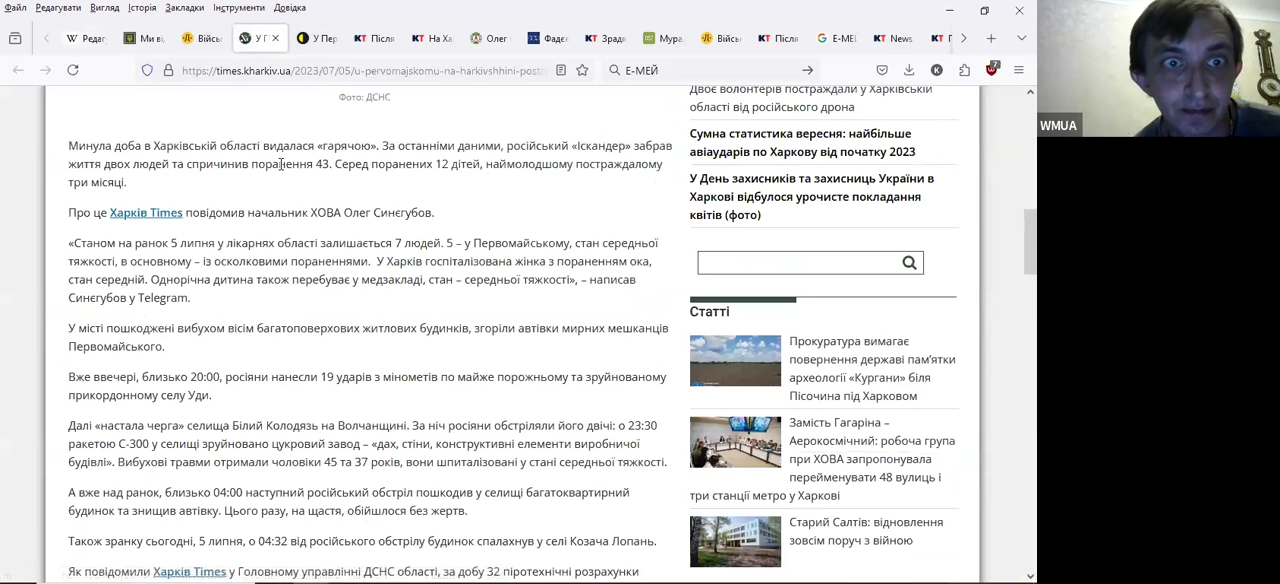 Файл Редагувати Вигляд Історія Закладки Інструменти Довідка
Редаг Ми ві Війсь У П У Пер Після На Ха Олег Фадєє Зрадн Мурал Війсь Після Е-МЕЙ News
https://times.kharkiv.ua/2023/07/05/u-pervomajskomu-na-harkivshhini-post
Е-МЕЙ
7
WMUA
Фото: ДСНС
Минула доба в Харківській області видалася «гарячою». За останніми даними, російський «Іскандер» забрав
життя двох людей та спричинив поранення 43. Серед поранених 12 дітей, наймолодшому постраждалому
три місяці.
Про це Харків Times повідомив начальник ХОВА Олег Синєгубов.
«Станом на ранок 5 липня у лікарнях області залишається 7 людей. 5 – у Первомайському, стан середньої
тяжкості, в основному – із осколковими пораненнями. У Харків госпіталізована жінка з пораненням ока,
стан середній. Однорічна дитина також перебуває у медзакладі, стан – середньої тяжкості», – написав
Синєгубов у Telegram.
У місті пошкоджені вибухом вісім багатоповерхових житлових будинків, згоріли автівки мирних мешканців
Первомайського.
Вже ввечері, близько 20:00, росіяни нанесли 19 ударів з мінометів по майже порожньому та зруйнованому
прикордонному селу Уди.
Далі «настала черга» селища Білий Колодязь на Волчанщині. За ніч росіяни обстріляли його двічі: о 23:30
ракетою С-300 у селищі зруйновано цукровий завод – «дах, стіни, конструктивні елементи виробничої
будівлі». Вибухові травми отримали чоловіки 45 та 37 років, вони шпиталізовані у стані середньої тяжкості.
А вже над ранок, близько 04:00 наступний російський обстріл пошкодив у селищі багатоквартирний
будинок та знищив автівку. Цього разу, на щастя, обійшлося без жертв.
Також зранку сьогодні, 5 липня, о 04:32 від російського обстрілу будинок спалахнув у селі Козача Лопань.
Як повідомили Харків Times у Головному управлінні ДСНС області, за добу 32 піротехнічні розрахунки
Двоє волонтерів постраждали у Харківській
області від російського дрона
Сумна статистика вересня: найбільше
авіаударів по Харкову від початку 2023
У День захисників та захисниць України в
Харкові відбулося урочисте покладання
квітів (фото)
Статті
Прокуратура вимагає
повернення державі пам’ятки
археології «Кургани» біля
Пісочина під Харковом
Замість Гагаріна –
Аерокосмічний: робоча група
при ХОВА запропонувала
перейменувати 48 вулиць і
три станції метро у Харкові
Старий Салтів: відновлення
зовсім поруч з війною